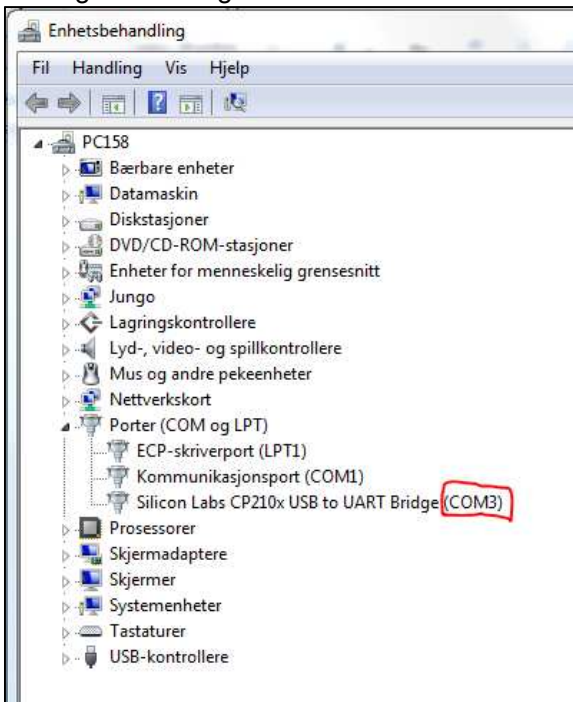 Enhetsbehandling
Fil Handling Vis Hjelp
PC158
Bærbare enheter
Datamaskin
Diskstasjoner
DVD/CD-ROM-stasjoner
Enheter for menneskelig grensesnitt
Jungo
Lagringskontrollere
Lyd-, video- og spillkontrollere
Mus og andre pekeenheter
Nettverkskort
Porter (COM og LPT)
ECP-skriverport (LPT1)
Kommunikasjonsport (COM1)
Silicon Labs CP210x USB to UART Bridge (COM3)
Prosessorer
Skjermadaptere
Skjermer
Systemenheter
Tastaturer
USB-kontrollere